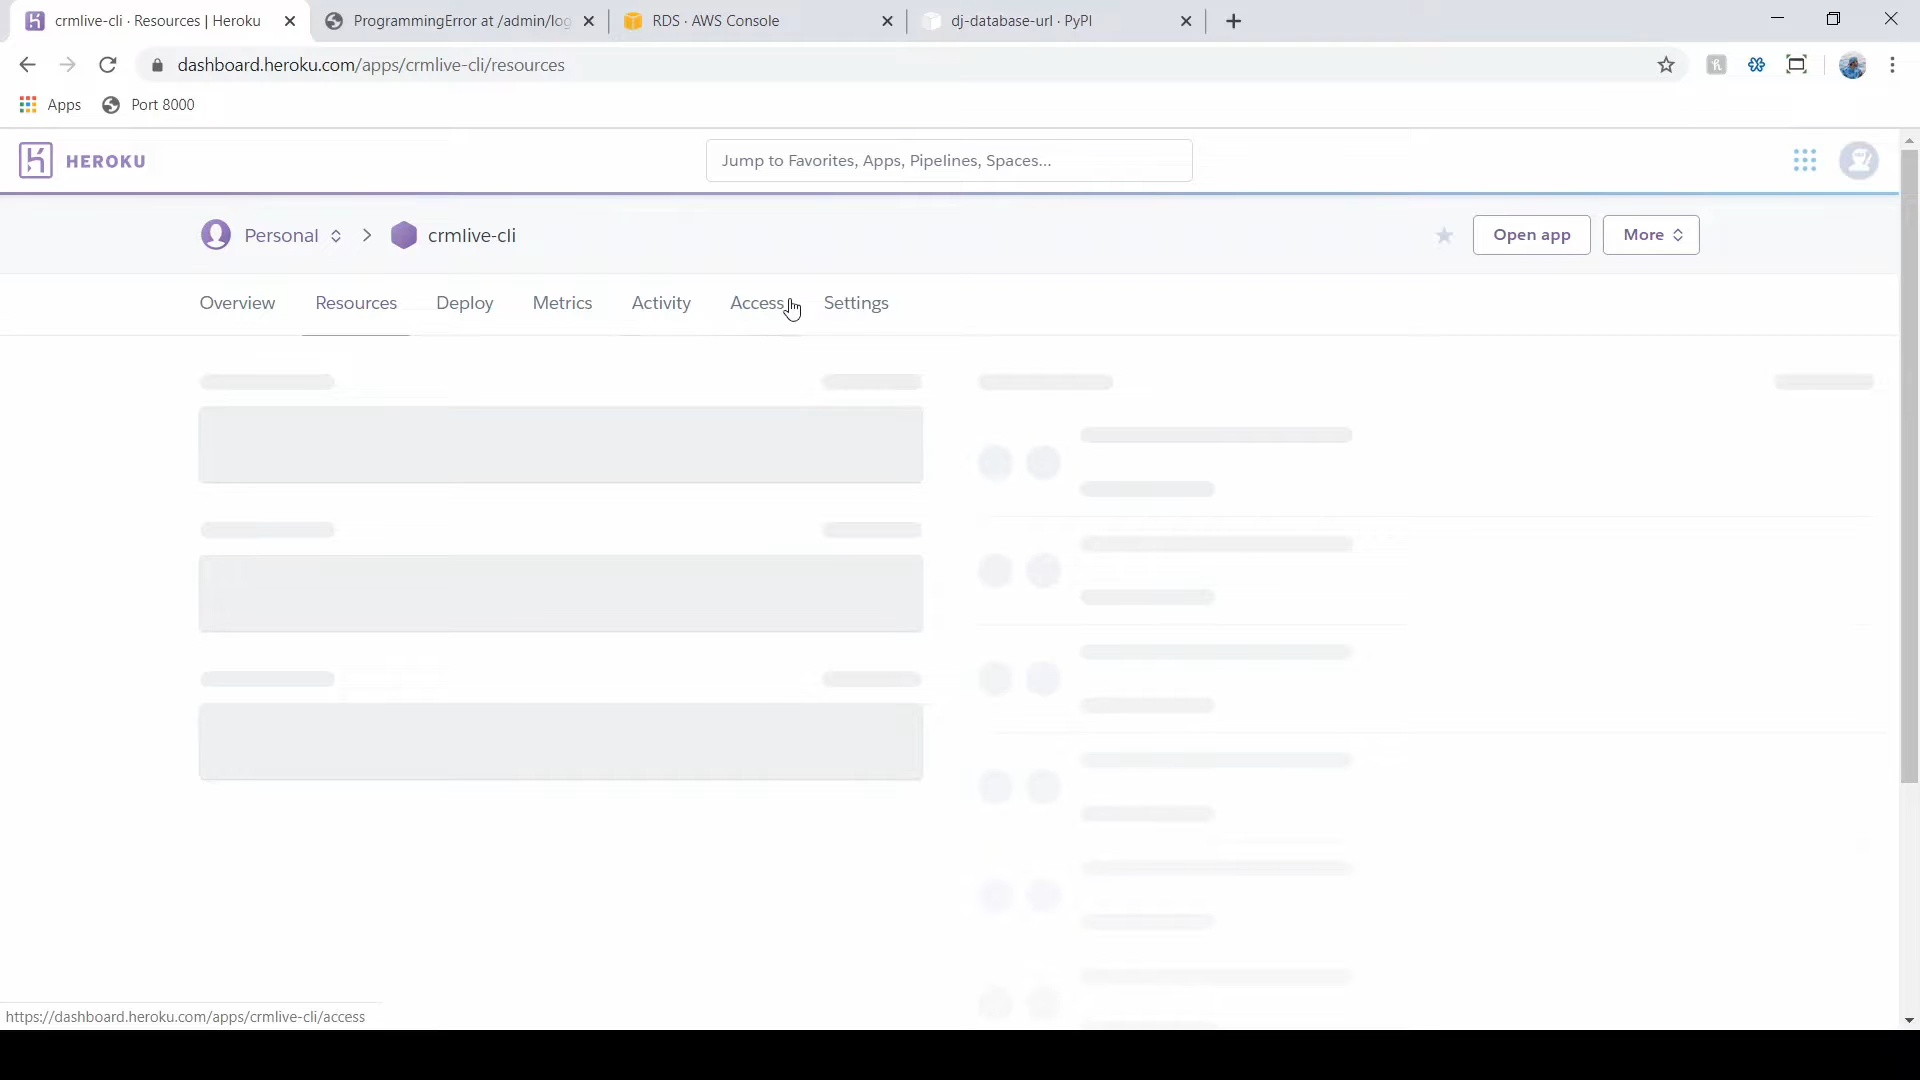 crmlive-cli · Resources | Heroku
ProgrammingError at /admin/log
RDS · AWS Console
dj-database-url · PyPI
dashboard.heroku.com/apps/crmlive-cli/resources
Apps
Port 8000
HEROKU
Jump to Favorites, Apps, Pipelines, Spaces...
Personal
crmlive-cli
Open app
More
Overview
Resources
Deploy
Metrics
Activity
Access
Settings
https://dashboard.heroku.com/apps/crmlive-cli/access